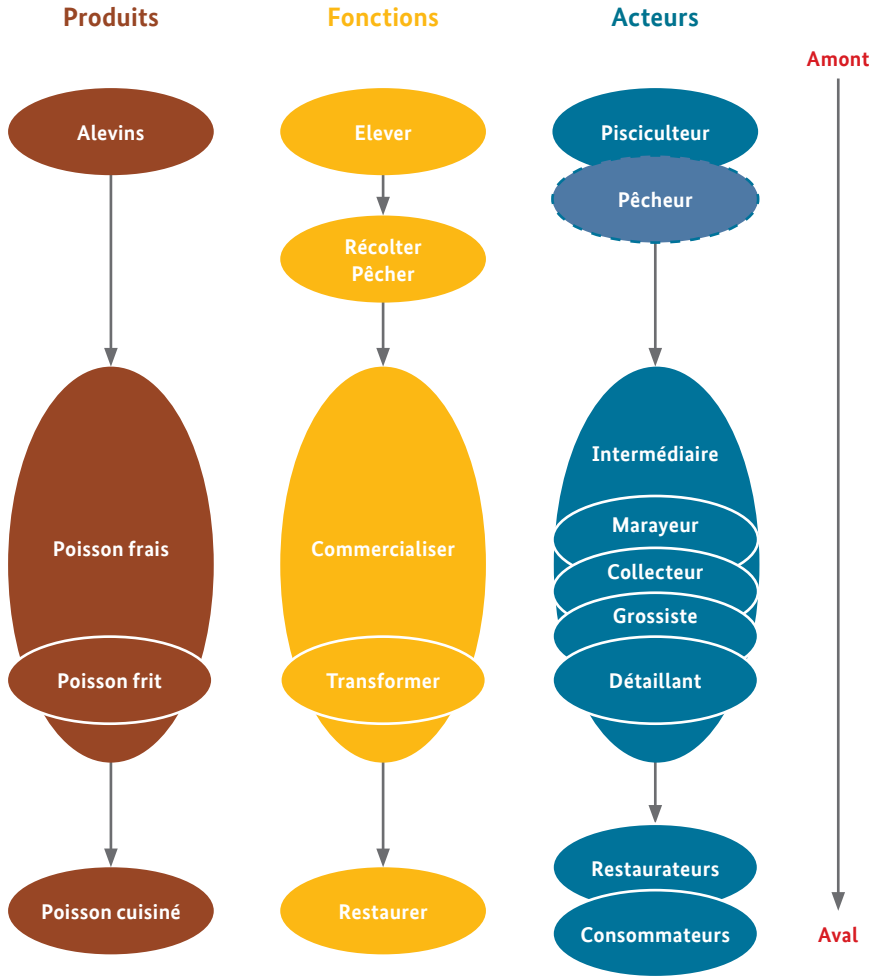 Produits
Fonctions
Acteurs
Amont
Alevins
Elever
Pisciculteur
Pêcheur
Récolter
Pêcher
Intermédiaire
Marayeur
Poisson frais
Commercialiser
Collecteur
Grossiste
Poisson frit
Transformer
Détaillant
Restaurateurs
Poisson cuisiné
Restaurer
Consommateurs
Aval